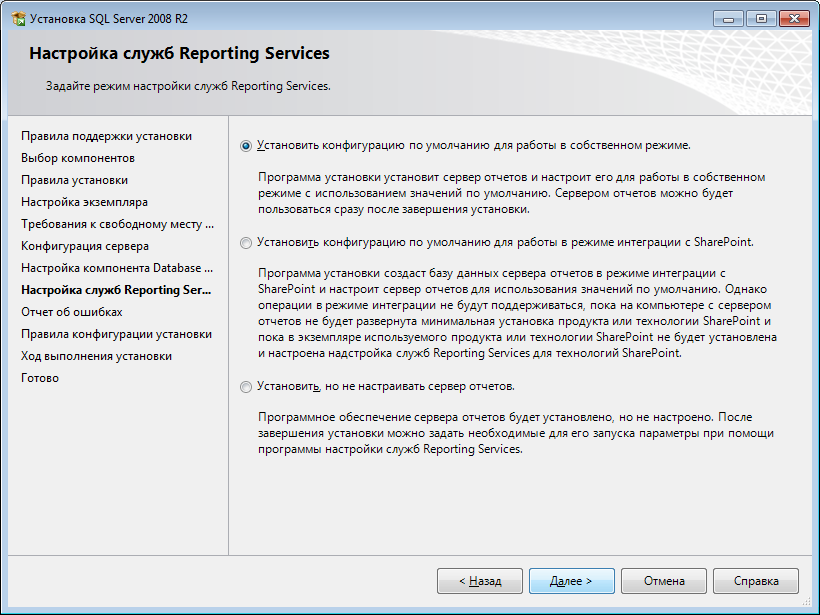 Установка SQL Server 2008 R2
Настройка служб Reporting Services
Задайте режим настройки служб Reporting Services.
Правила поддержки установки
Выбор компонентов
Правила установки
Настройка экземпляра
Требования к свободному месту ...
Конфигурация сервера
Настройка компонента Database ...
Настройка служб Reporting Ser...
Отчет об ошибках
Правила конфигурации установки
Ход выполнения установки
Готово
Установить конфигурацию по умолчанию для работы в собственном режиме.
Программа установки установит сервер отчетов и настроит его для работы в собственном
режиме с использованием значений по умолчанию. Сервером отчетов можно будет
пользоваться сразу после завершения установки.
Установить конфигурацию по умолчанию для работы в режиме интеграции с SharePoint.
Программа установки создаст базу данных сервера отчетов в режиме интеграции с
SharePoint и настроит сервер отчетов для использования значений по умолчанию. Однако
операции в режиме интеграции не будут поддерживаться, пока на компьютере с сервером
отчетов не будет развернута минимальная установка продукта или технологии SharePoint и
пока в экземпляре используемого продукта или технологии SharePoint не будет установлена
и настроена надстройка служб Reporting Services для технологий SharePoint.
Установить, но не настраивать сервер отчетов.
Программное обеспечение сервера отчетов будет установлено, но не настроено. После
завершения установки можно задать необходимые для его запуска параметры при помощи
программы настройки служб Reporting Services.
< Назад
Далее >
Отмена
Справка